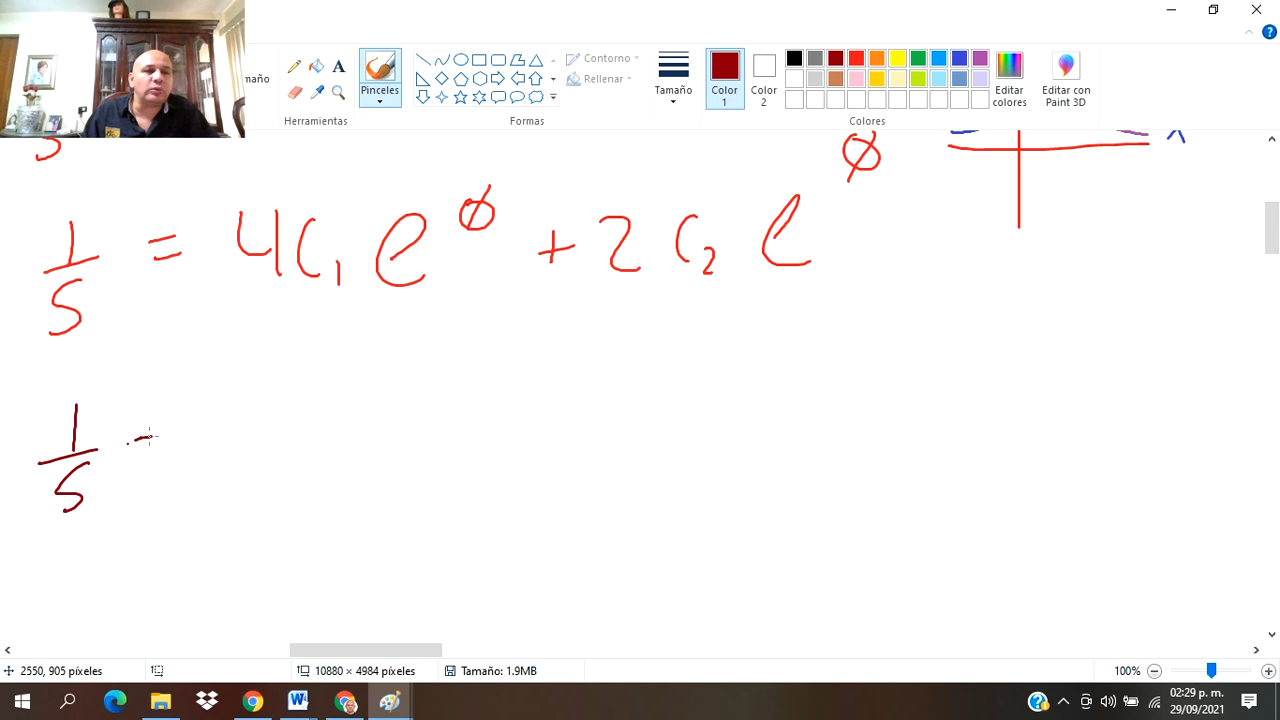 maño
Herramientas
Pinceles
Contorno
Rellenar
Formas
Tamaño
Color 1
Color 2
Editar colores
Editar con Paint 3D
Colores
5
x
1/5 = 4C₁e^0 + 2C₂e^0
1/5 =
2550, 905 píxeles
10880 × 4984 píxeles
Tamaño: 1.9MB
100%
02:29 p. m.
29/09/2021